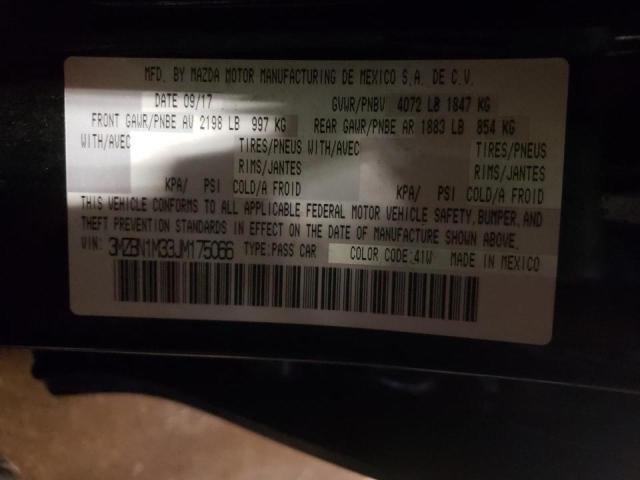 MFD. BY MAZDA MOTOR MANUFACTURING DE MEXICO S.A. DE C.V.
DATE 09/17 GVWR/PNBV 4072 LB 1847 KG
FRONT GAWR/PNBE AV 2198 LB 997 KG REAR GAWR/PNBE AR 1883 LB 854 KG
WITH/AVEC TIRES/PNEUS WITH/AVEC TIRES/PNEUS
RIMS/JANTES RIMS/JANTES
KPA/ PSI COLD/A FROID KPA/ PSI COLD/A FROID
THIS VEHICLE CONFORMS TO ALL APPLICABLE FEDERAL MOTOR VEHICLE SAFETY, BUMPER, AND
THEFT PREVENTION STANDARDS IN EFFECT ON THE DATE OF MANUFACTURE SHOWN ABOVE.
VIN: 3MZBN1M33JM175066 TYPE:PASS CAR COLOR CODE:41W MADE IN MEXICO